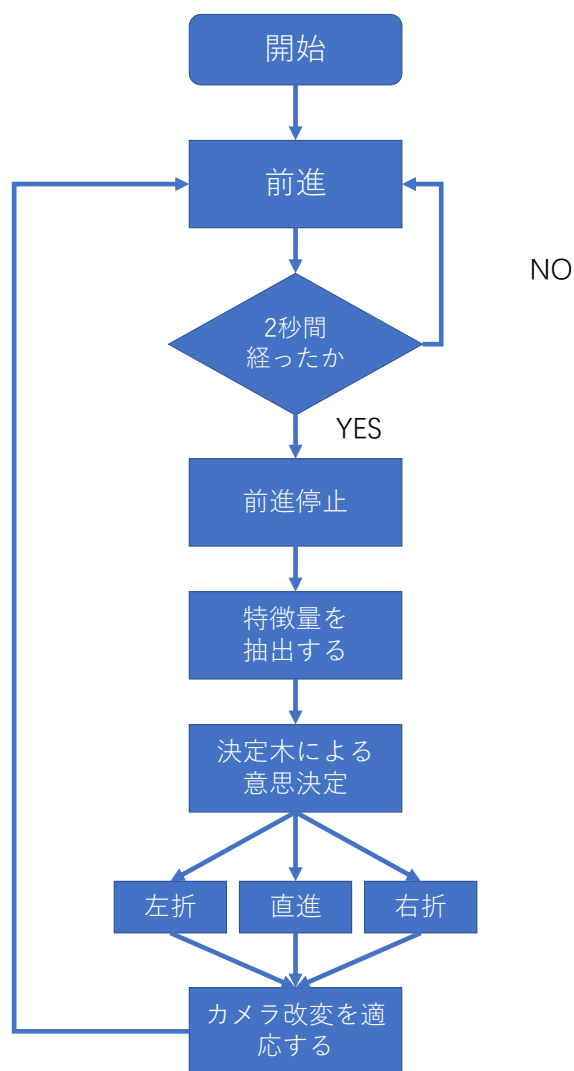 開始
前進
NO
2秒間
経ったか
YES
前進停止
特徴量を
抽出する
決定木による
意思決定
左折
直進
右折
カメラ改変を適
応する